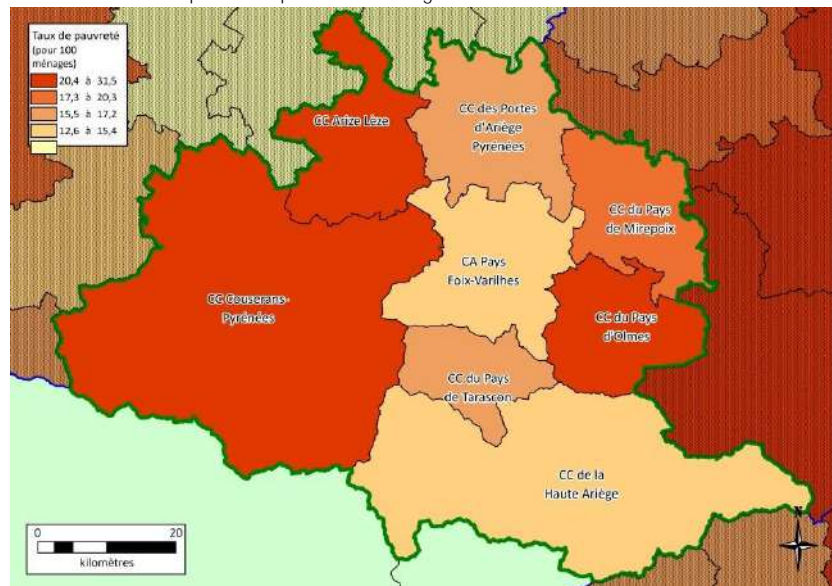 Taux de pauvreté
(pour 100
ménages)
20,4 à 31,5
17,3 à 20,3
15,5 à 17,2
12,6 à 15,4
CC Arize Lèze
CC des Portes
d'Ariège
Pyrénées
CC du Pays
de Mirepoix
CA Pays
Foix-Varilhes
CC Couserans-
Pyrénées
CC du Pays
d'Olmes
CC du Pays
de Tarascon
CC de la
Haute Ariège
N
0 20
kilomètres